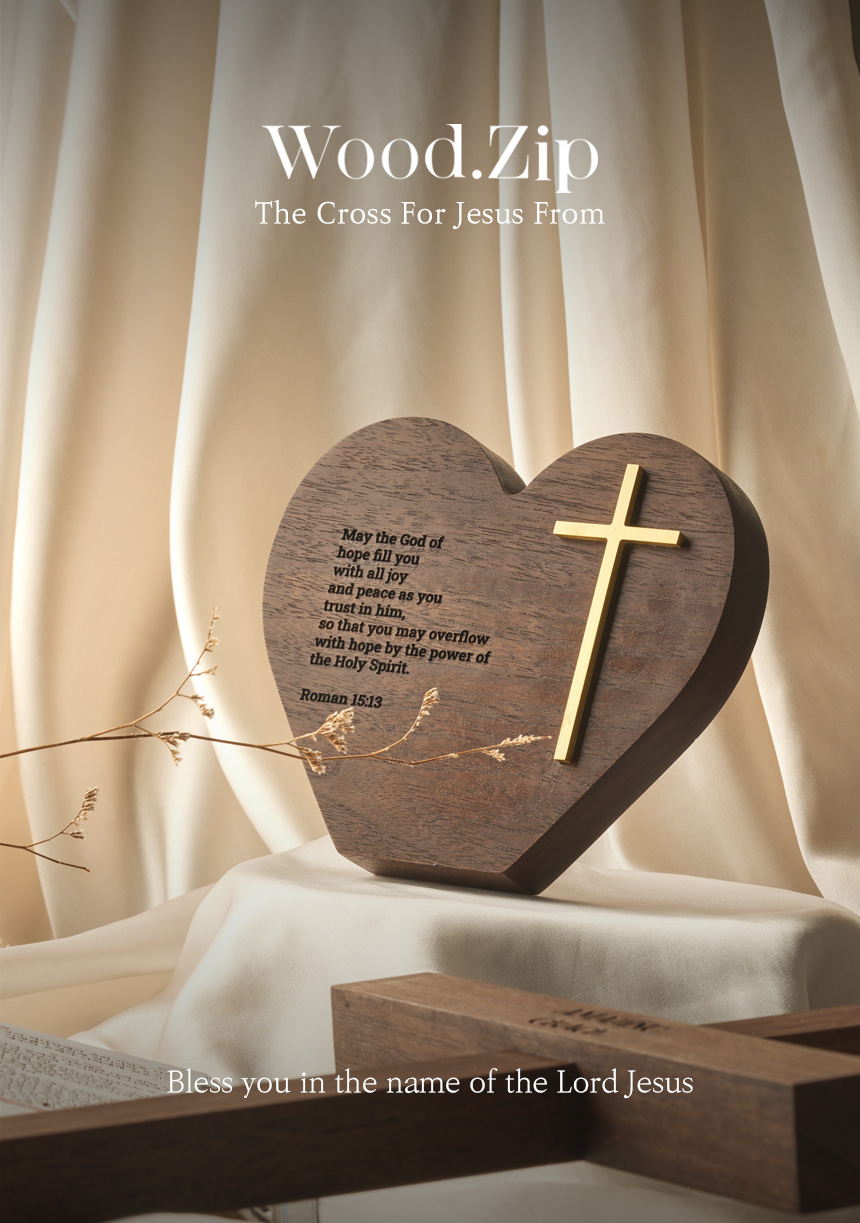 Wood.Zip
The Cross For Jesus From
May the God of
hope fill you
with all joy
and peace as you
trust in him,
so that you may overflow
with hope by the power of
the Holy Spirit.
Roman 15:13
Bless you in the name of the Lord Jesus